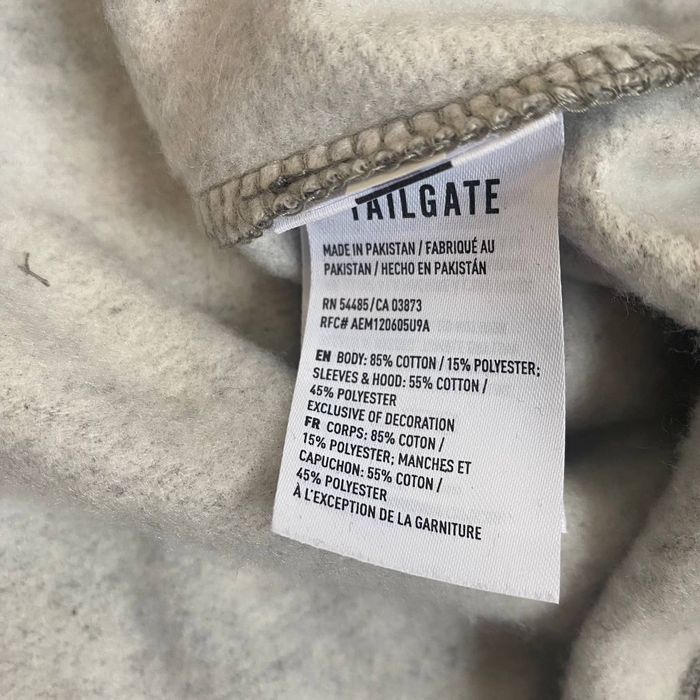 TAILGATE
MADE IN PAKISTAN / FABRIQUÉ AU
PAKISTAN / HECHO EN PAKISTÁN
RN 54485/CA 03873
RFC# AEM120605U9A
EN BODY: 85% COTTON / 15% POLYESTER;
SLEEVES & HOOD: 55% COTTON /
45% POLYESTER
EXCLUSIVE OF DECORATION
FR CORPS: 85% COTON /
15% POLYESTER; MANCHES ET
CAPUCHON: 55% COTON /
45% POLYESTER
À L'EXCEPTION DE LA GARNITURE